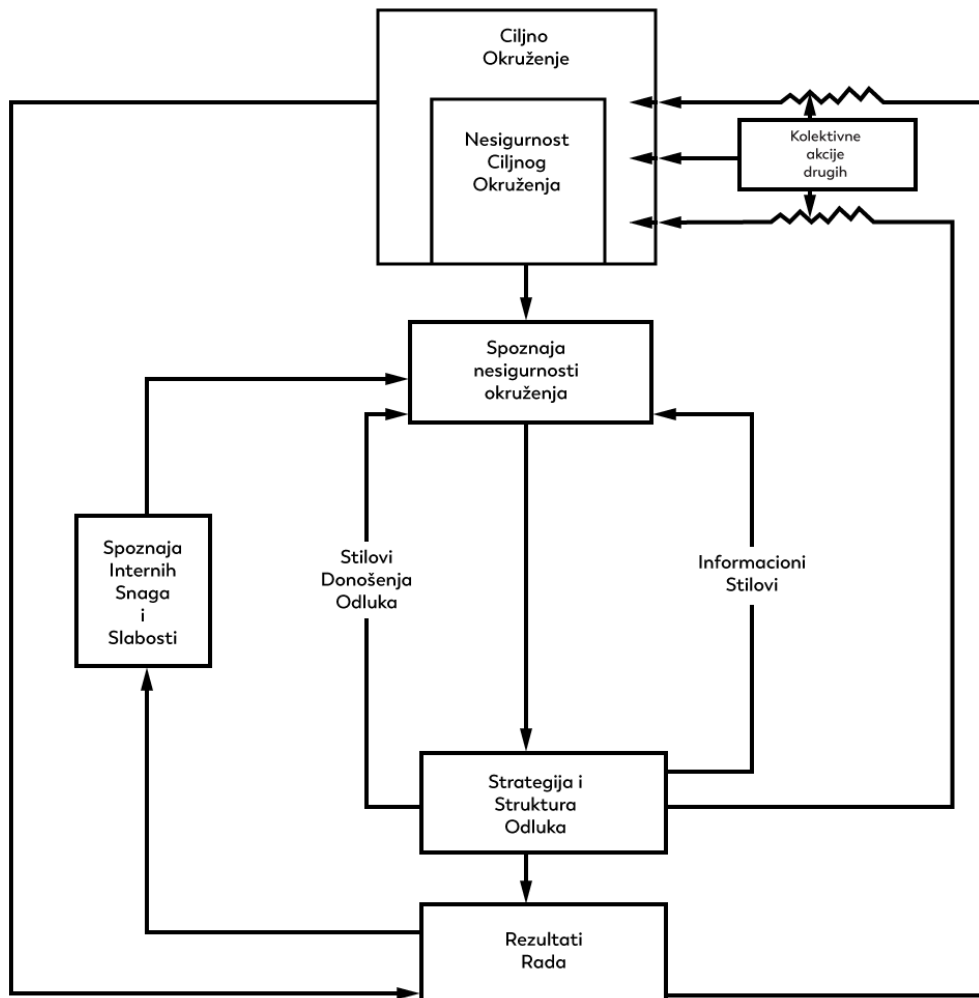 Ciljno
Okruženje
Nesigurnost
Ciljnog
Okruženja
Kolektivne
akcije
drugih
Spoznaja
nesigurnosti
okruženja
Spoznaja
Internih
Snaga
i
Slabosti
Stilovi
Donošenja
Odluka
Informacioni
Stilovi
Strategija i
Struktura
Odluka
Rezultati
Rada